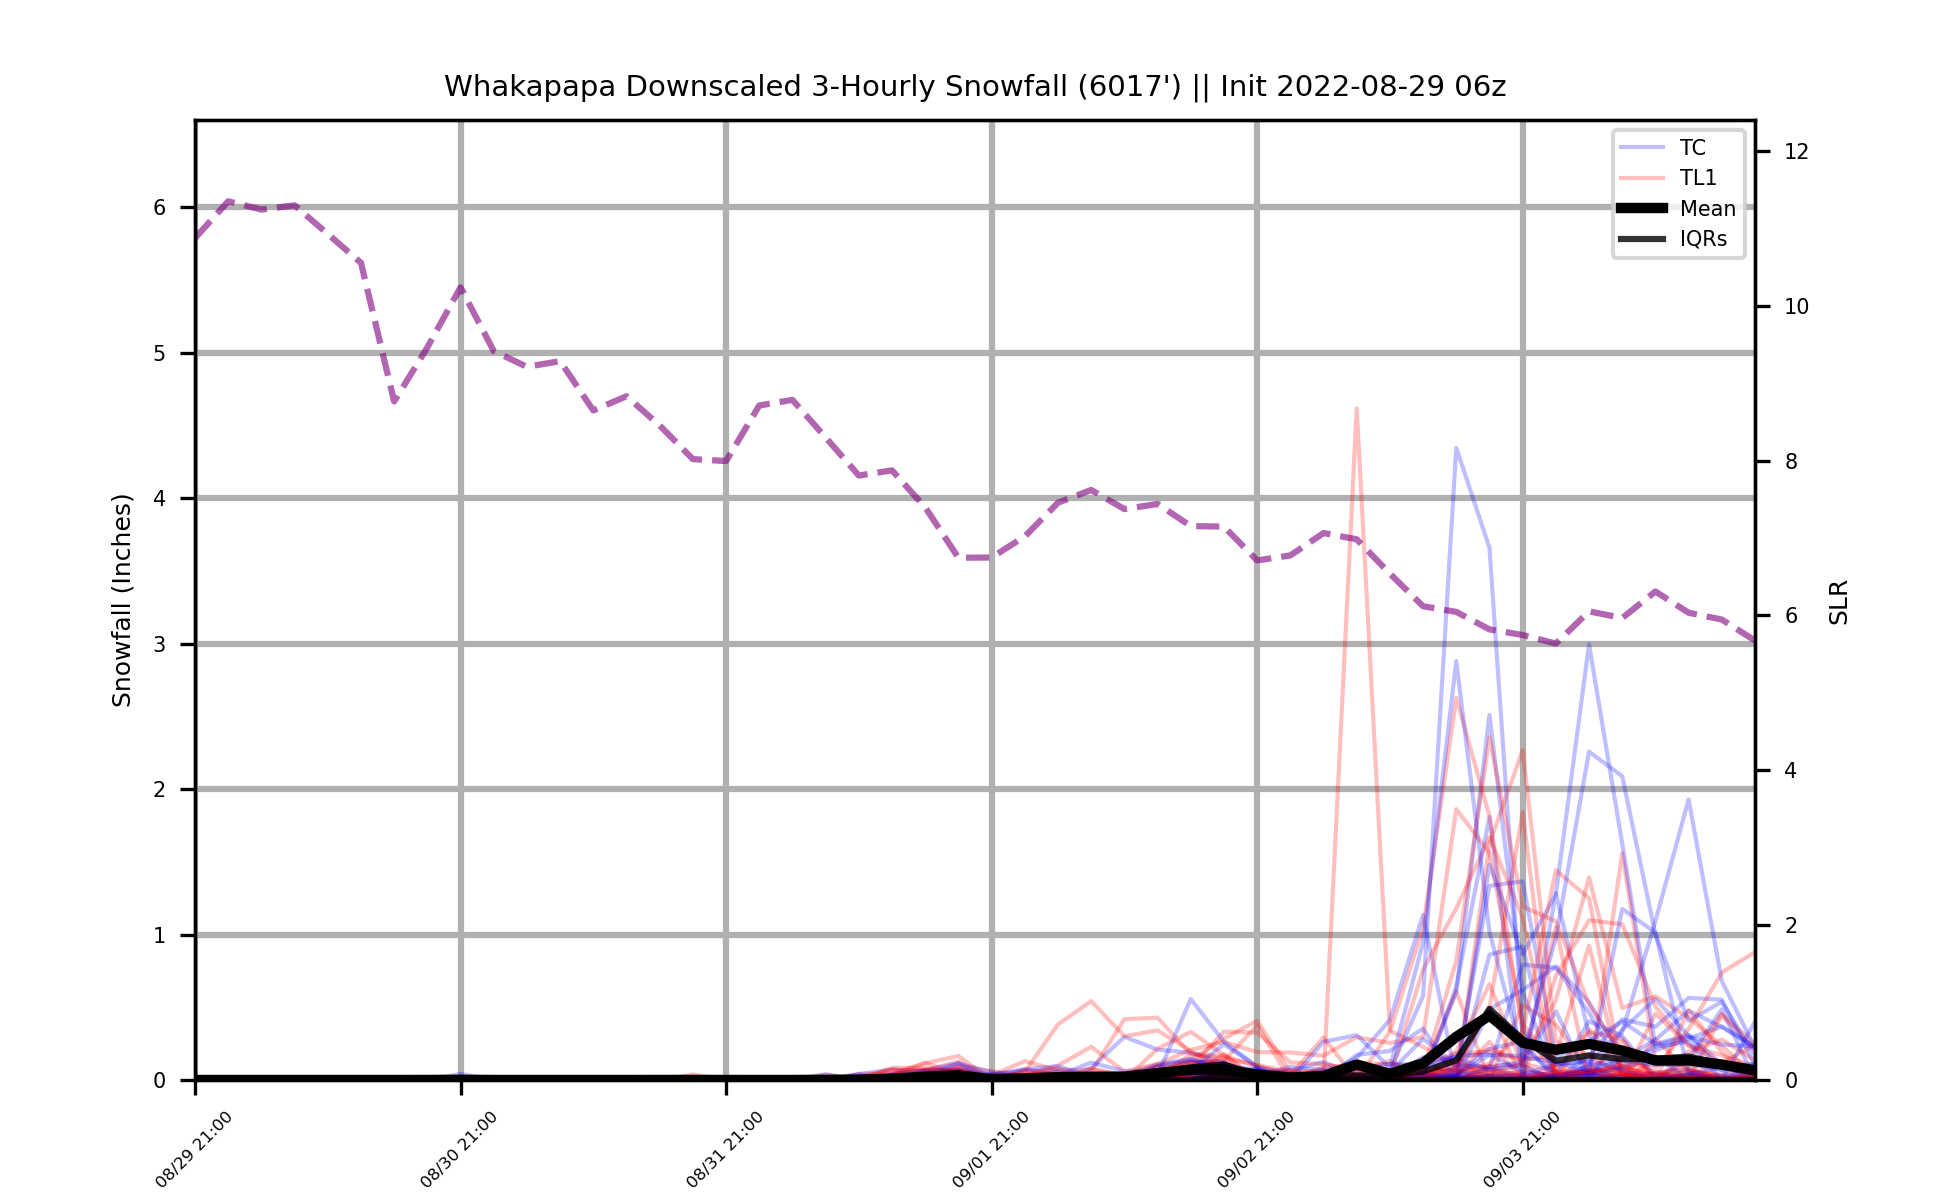 Whakapapa Downscaled 3-Hourly Snowfall (6017') || Init 2022-08-29 06z
TC
TL1
Mean
IQRs
Snowfall (Inches)
6
5
4
3
2
1
0
12
10
8
6
4
2
0
SLR
08/29 21:00
08/30 21:00
08/31 21:00
09/01 21:00
09/02 21:00
09/03 21:00